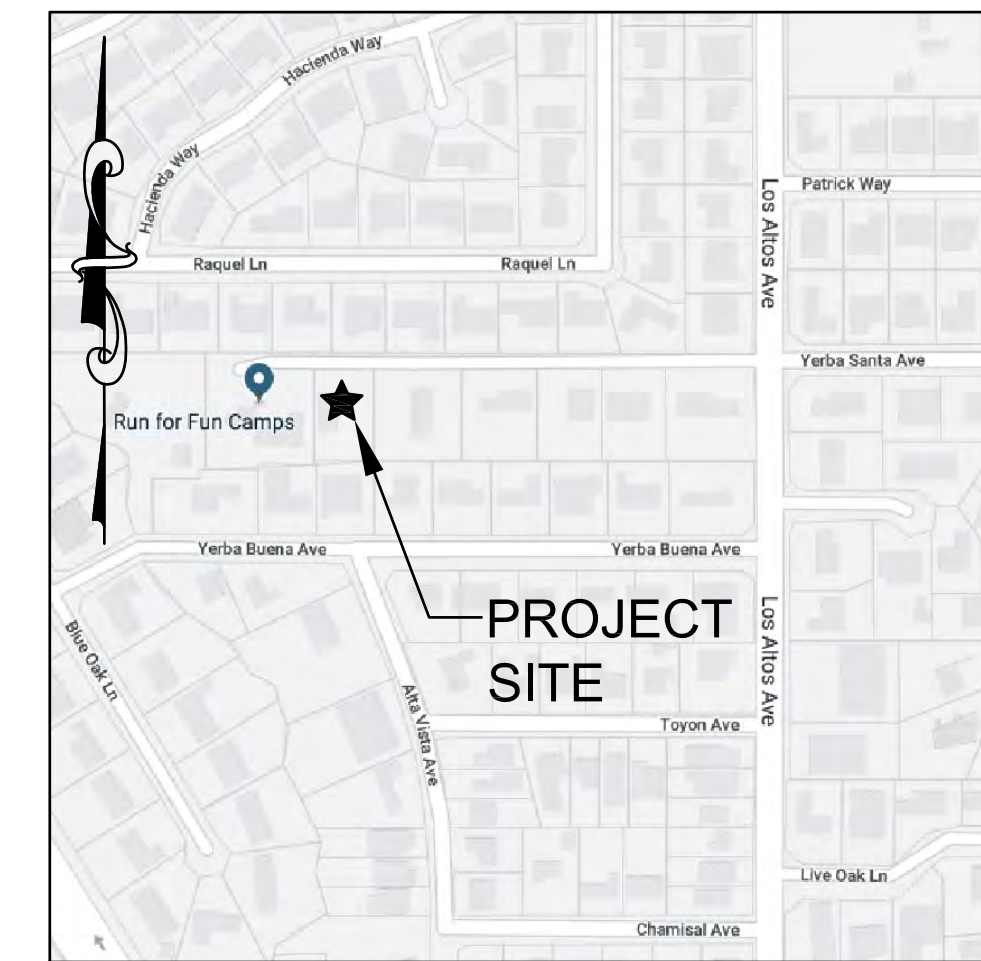 Hacienda Way
Hacienda Way
Patrick Way
Los Altos Ave
Raquel Ln
Raquel Ln
Yerba Santa Ave
Run for Fun Camps
Yerba Buena Ave
Yerba Buena Ave
PROJECT
SITE
Los Altos Ave
Blue Oak Ln
Alta Vista Ave
Toyon Ave
Live Oak Ln
Chamisal Ave